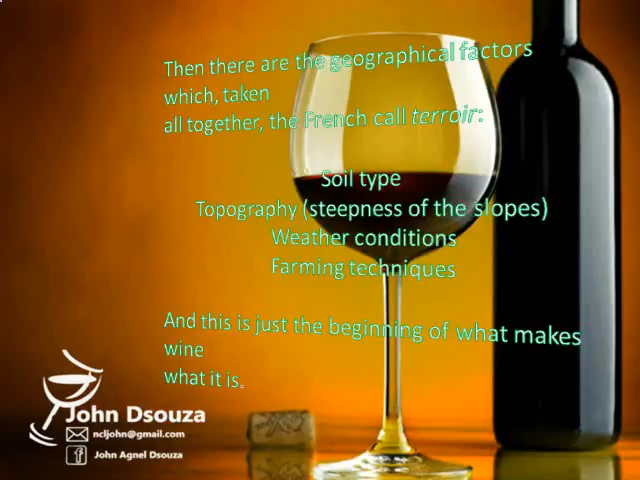 Then there are the geographical factors
which, taken
all together, the French call terroir:
Soil type
Topography (steepness of the slopes)
Weather conditions
Farming techniques
And this is just the beginning of what makes
wine
what it is.
John Dsouza
ncljohn@gmail.com
f
John Agnel Dsouza